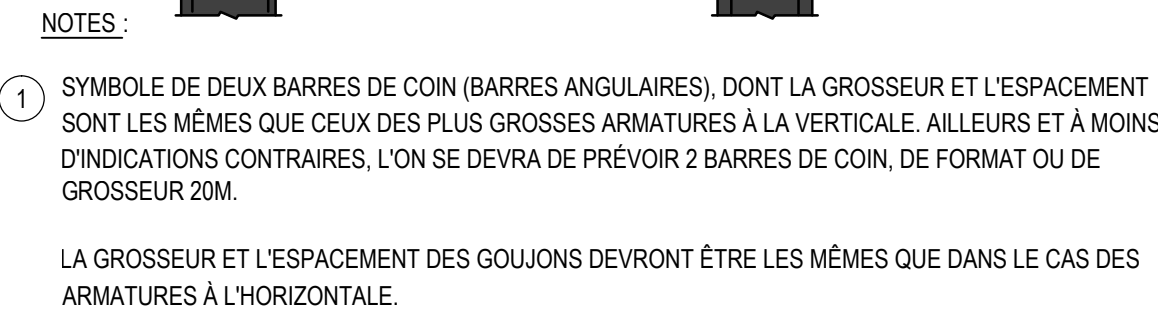 NOTES :
1 SYMBOLE DE DEUX BARRES DE COIN (BARRES ANGULAIRES), DONT LA GROSSEUR ET L'ESPACEMENT
SONT LES MÊMES QUE CEUX DES PLUS GROSSES ARMATURES À LA VERTICALE. AILLEURS ET À MOINS
D'INDICATIONS CONTRAIRES, L'ON SE DEVRA DE PRÉVOIR 2 BARRES DE COIN, DE FORMAT OU DE
GROSSEUR 20M.
LA GROSSEUR ET L'ESPACEMENT DES GOUJONS DEVRONT ÊTRE LES MÊMES QUE DANS LE CAS DES
ARMATURES À L'HORIZONTALE.